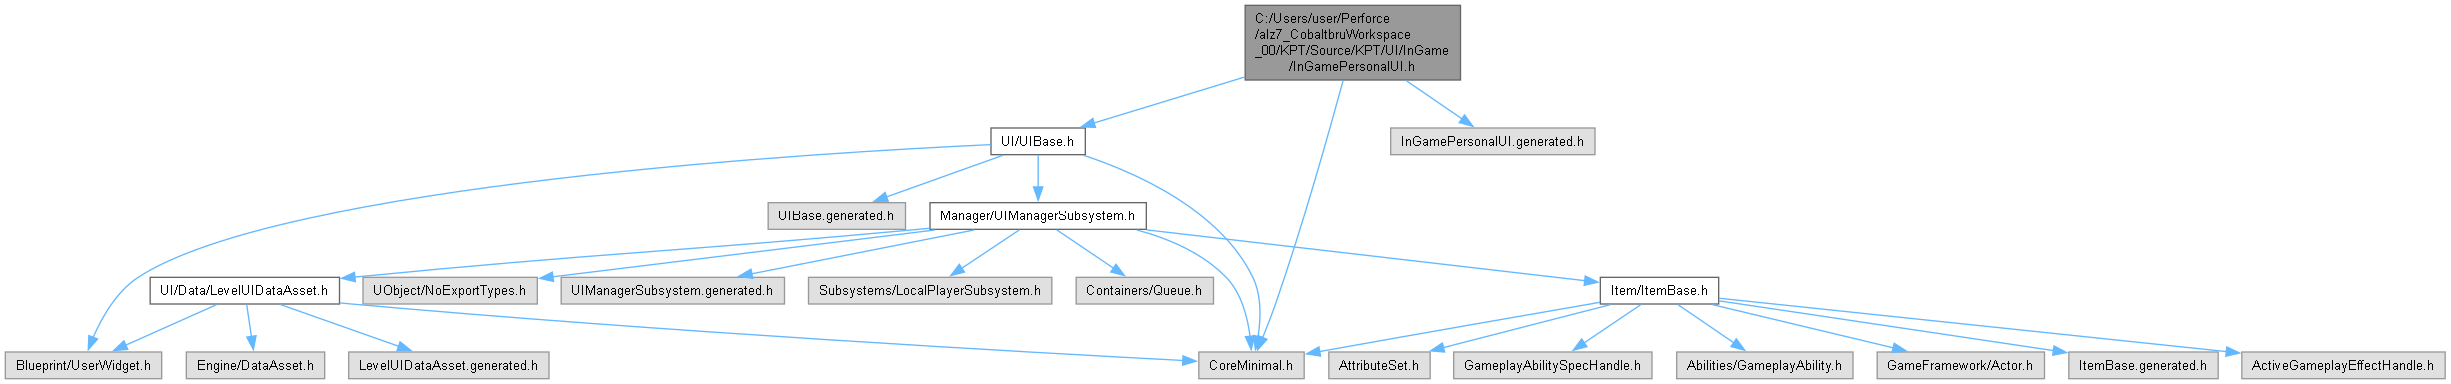 C:/Users/user/Perforce
/alz7_CobaltbruWorkspace
_00/KPT/Source/KPT/UI/InGame
/InGamePersonalUI.h
UI/UIBase.h
InGamePersonalUI.generated.h
UIBase.generated.h
Manager/UIManagerSubsystem.h
UI/Data/LevelUIDataAsset.h
UObject/NoExportTypes.h
UIManagerSubsystem.generated.h
Subsystems/LocalPlayerSubsystem.h
Containers/Queue.h
Item/ItemBase.h
Blueprint/UserWidget.h
Engine/DataAsset.h
LevelUIDataAsset.generated.h
CoreMinimal.h
AttributeSet.h
GameplayAbilitySpecHandle.h
Abilities/GameplayAbility.h
GameFramework/Actor.h
ItemBase.generated.h
ActiveGameplayEffectHandle.h